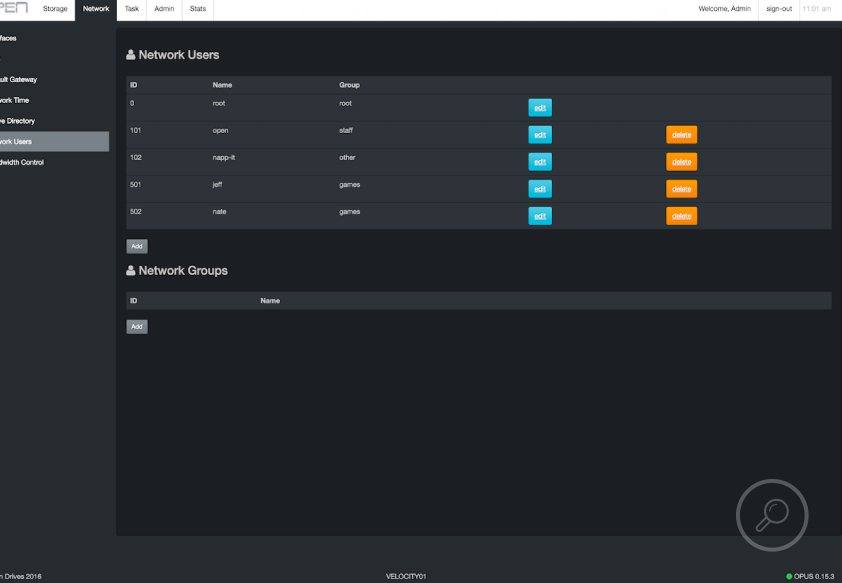 PEN Storage Network Task Admin Stats Welcome, Admin sign-out 11:01 am
faces
ult Gateway
work Time
ve Directory
work Users
dwidth Control
Network Users
ID Name Group
0 root root edit
101 open staff edit delete
102 napp-it other edit delete
501 jeff games edit delete
502 nate games edit delete
Add
Network Groups
ID Name
Add
n Drives 2016 VELOCITY01 OPUS 0.15.3